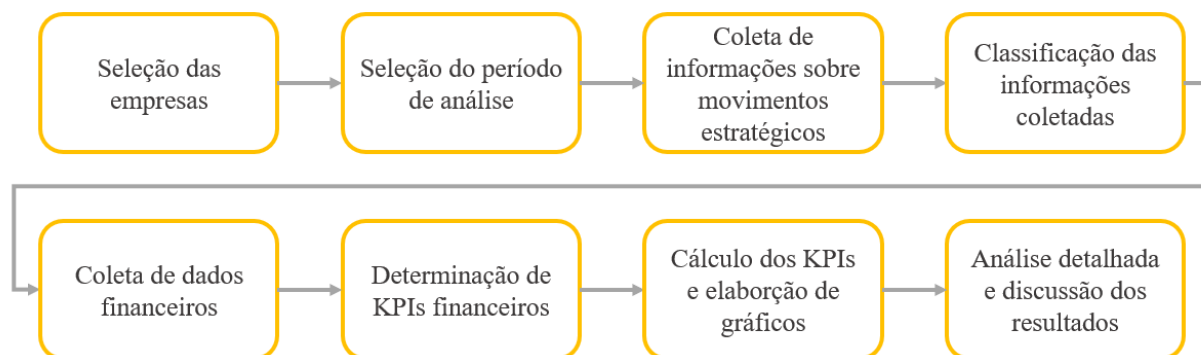 Seleção das
empresas
Seleção do período
de análise
Coleta de
informações sobre
movimentos
estratégicos
Classificação das
informações
coletadas
Coleta de dados
financeiros
Determinação de
KPIs financeiros
Cálculo dos KPIs
e elaborção de
gráficos
Análise detalhada
e discussão dos
resultados